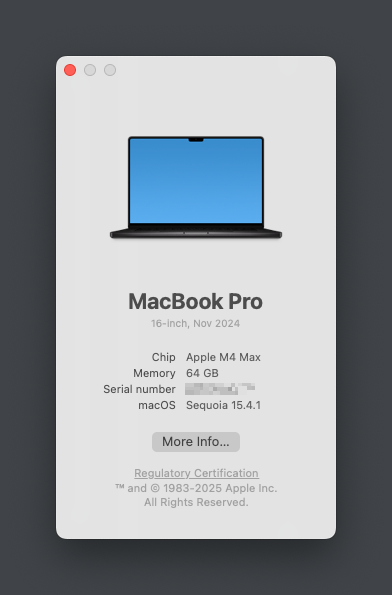 MacBook Pro
16-inch, Nov 2024
Chip Apple M4 Max
Memory 64 GB
Serial number
macOS Sequoia 15.4.1
More Info...
Regulatory Certification
™ and © 1983-2025 Apple Inc.
All Rights Reserved.